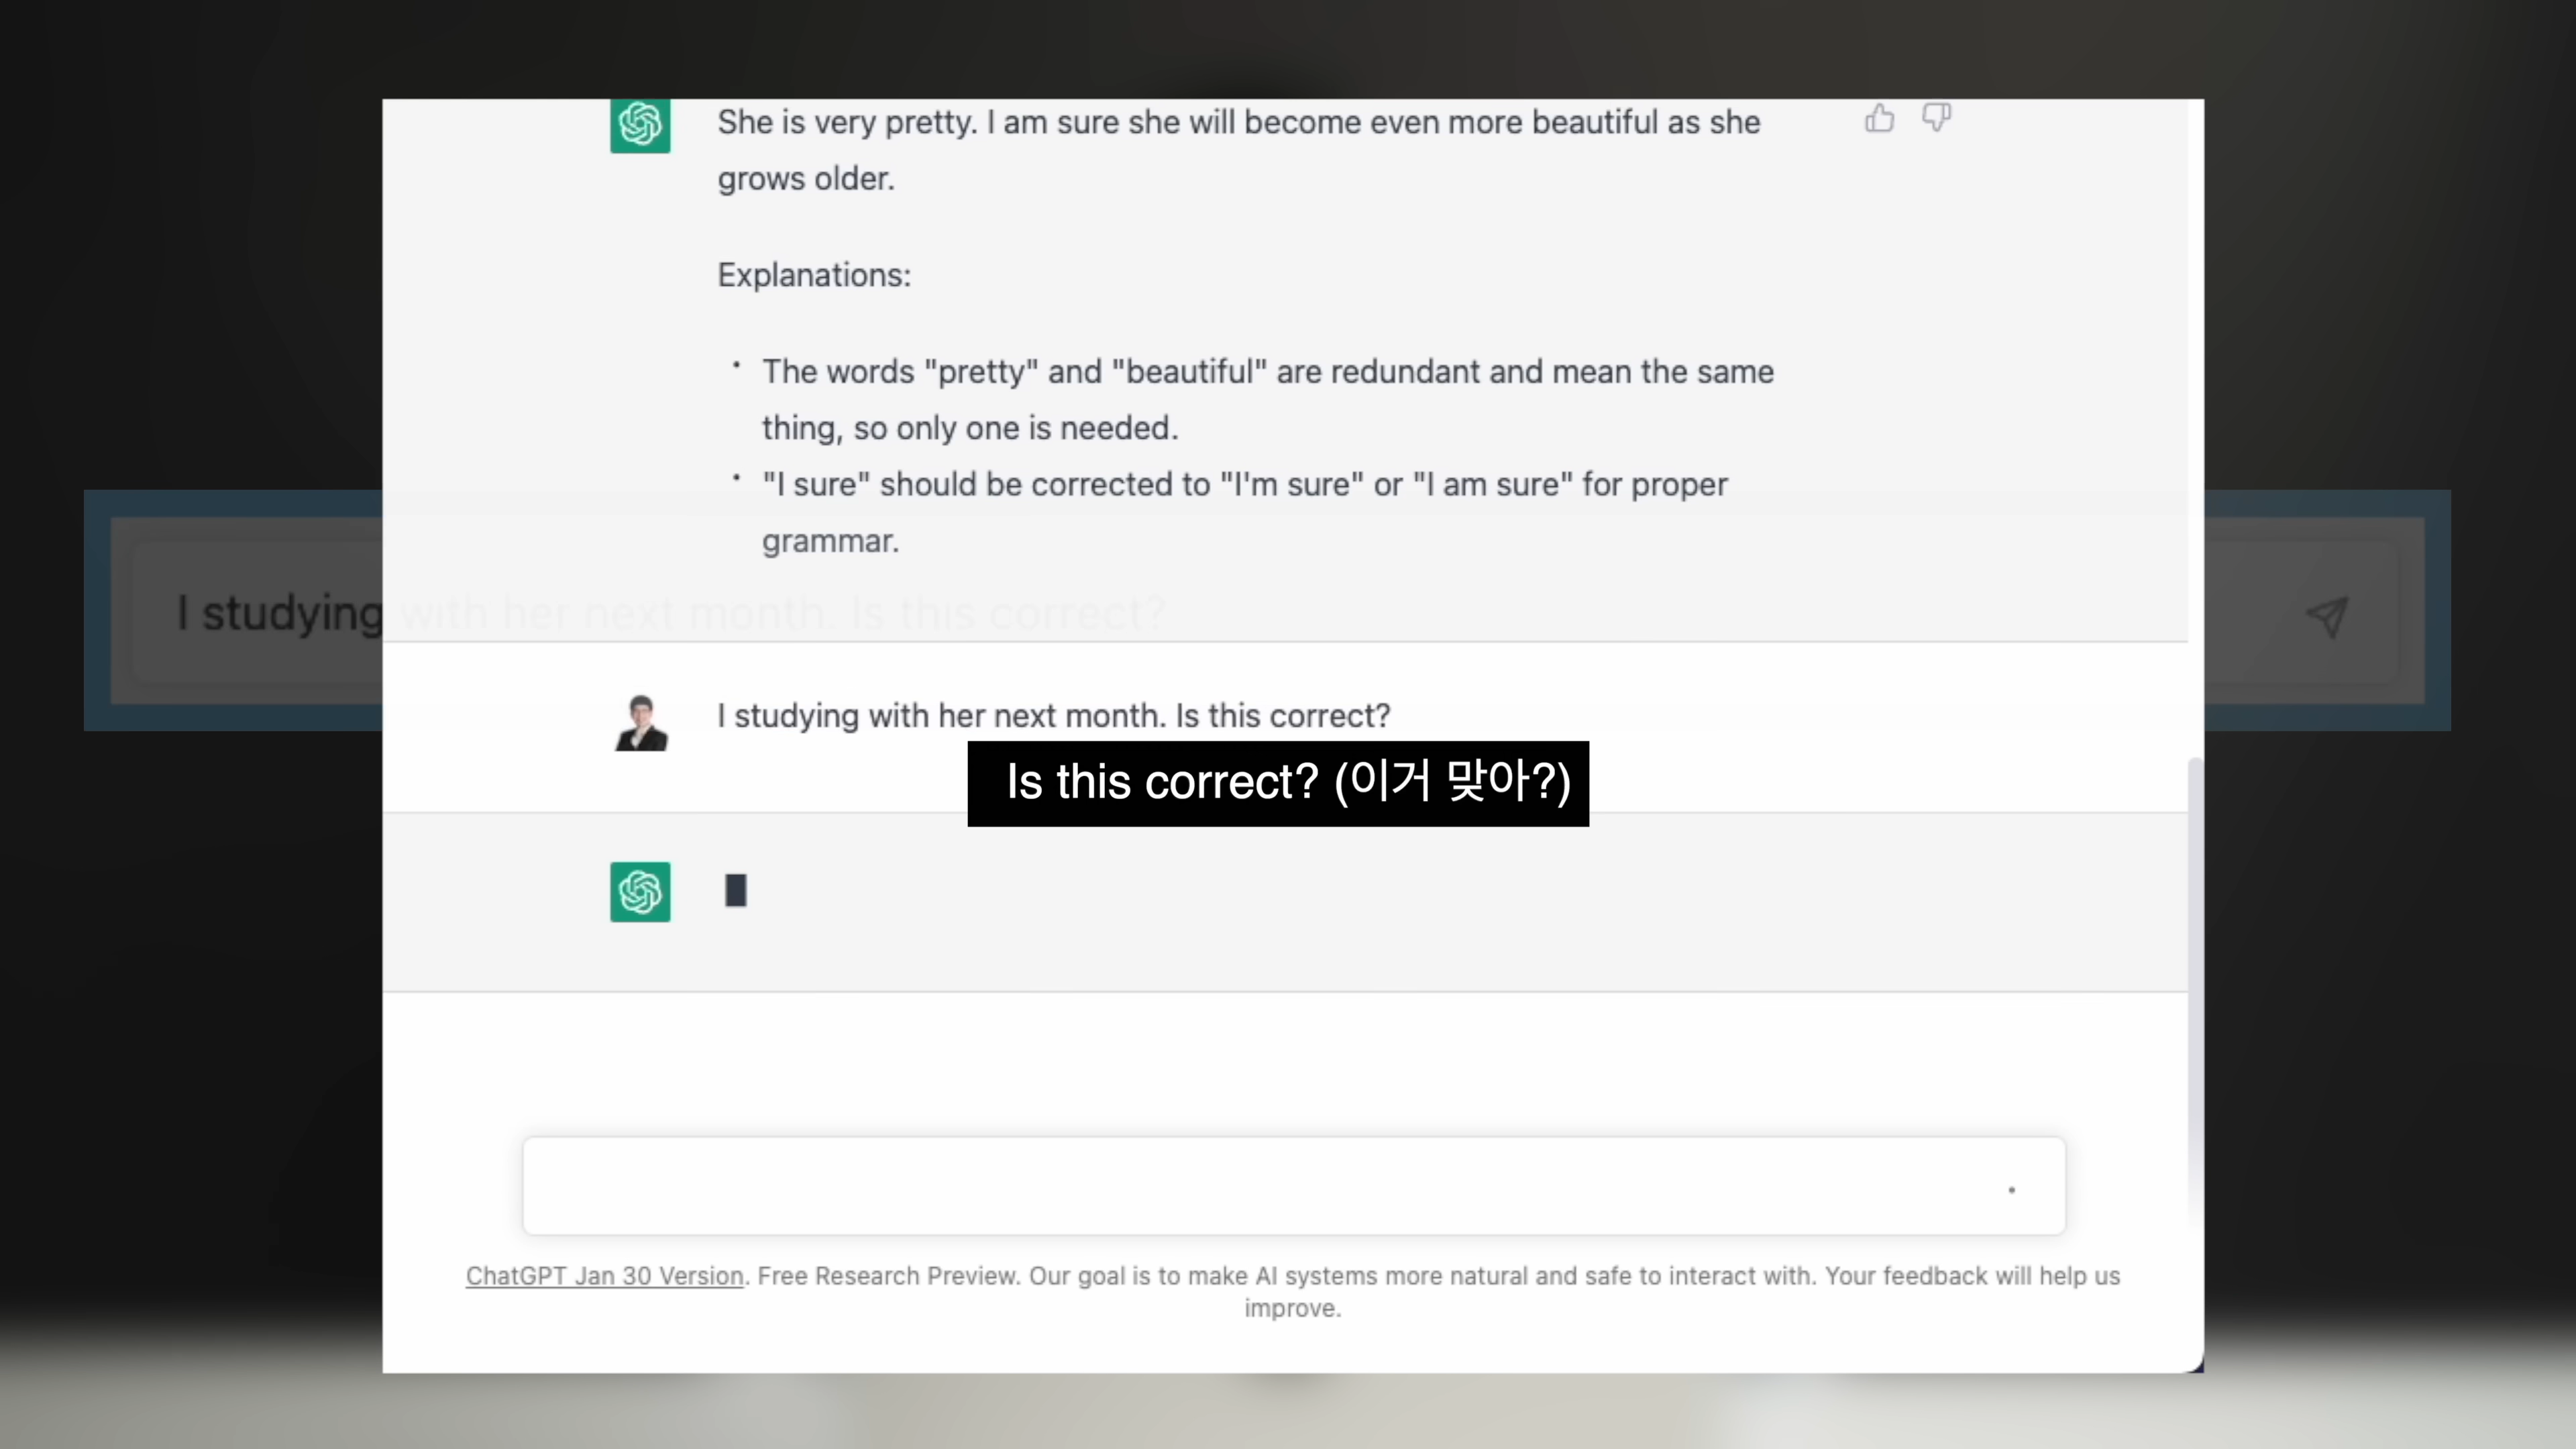 She is very pretty. I am sure she will become even more beautiful as she
grows older.
Explanations:
• The words "pretty" and "beautiful" are redundant and mean the same
thing, so only one is needed.
• "I sure" should be corrected to "I'm sure" or "I am sure" for proper
grammar.
I studying with her next month. Is this correct?
I studying with her next month. Is this correct?
Is this correct? (이거 맞아?)
ChatGPT Jan 30 Version. Free Research Preview. Our goal is to make AI systems more natural and safe to interact with. Your feedback will help us
improve.